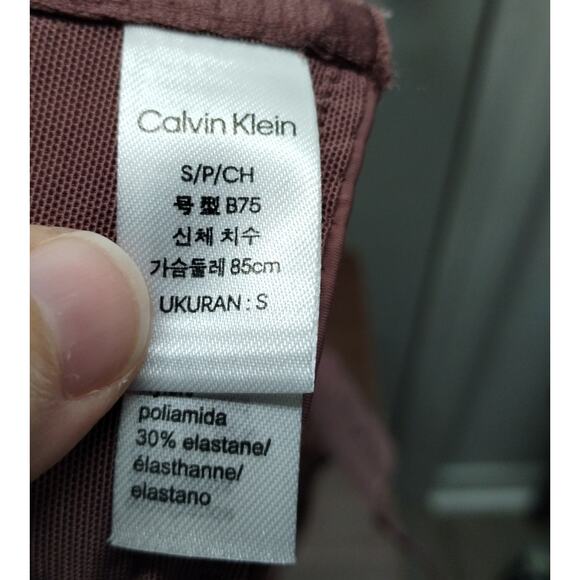 Calvin Klein
S/P/CH
号型 B75
신체 치수
가슴둘레 85cm
UKURAN : S
poliamida
30% elastane/
élasthanne/
elastano